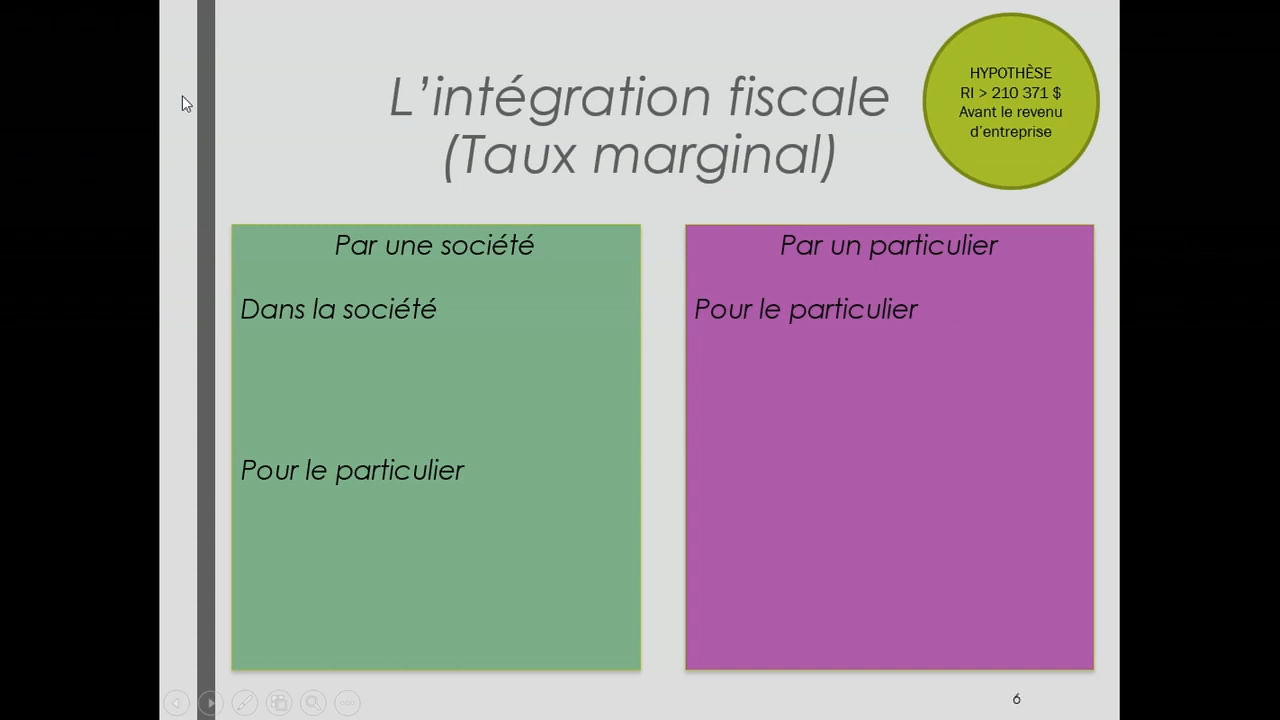 L'intégration fiscale
(Taux marginal)
HYPOTHÈSE
RI > 210 371 $
Avant le revenu
d'entreprise
Par une société
Dans la société
Pour le particulier
Par un particulier
Pour le particulier
6